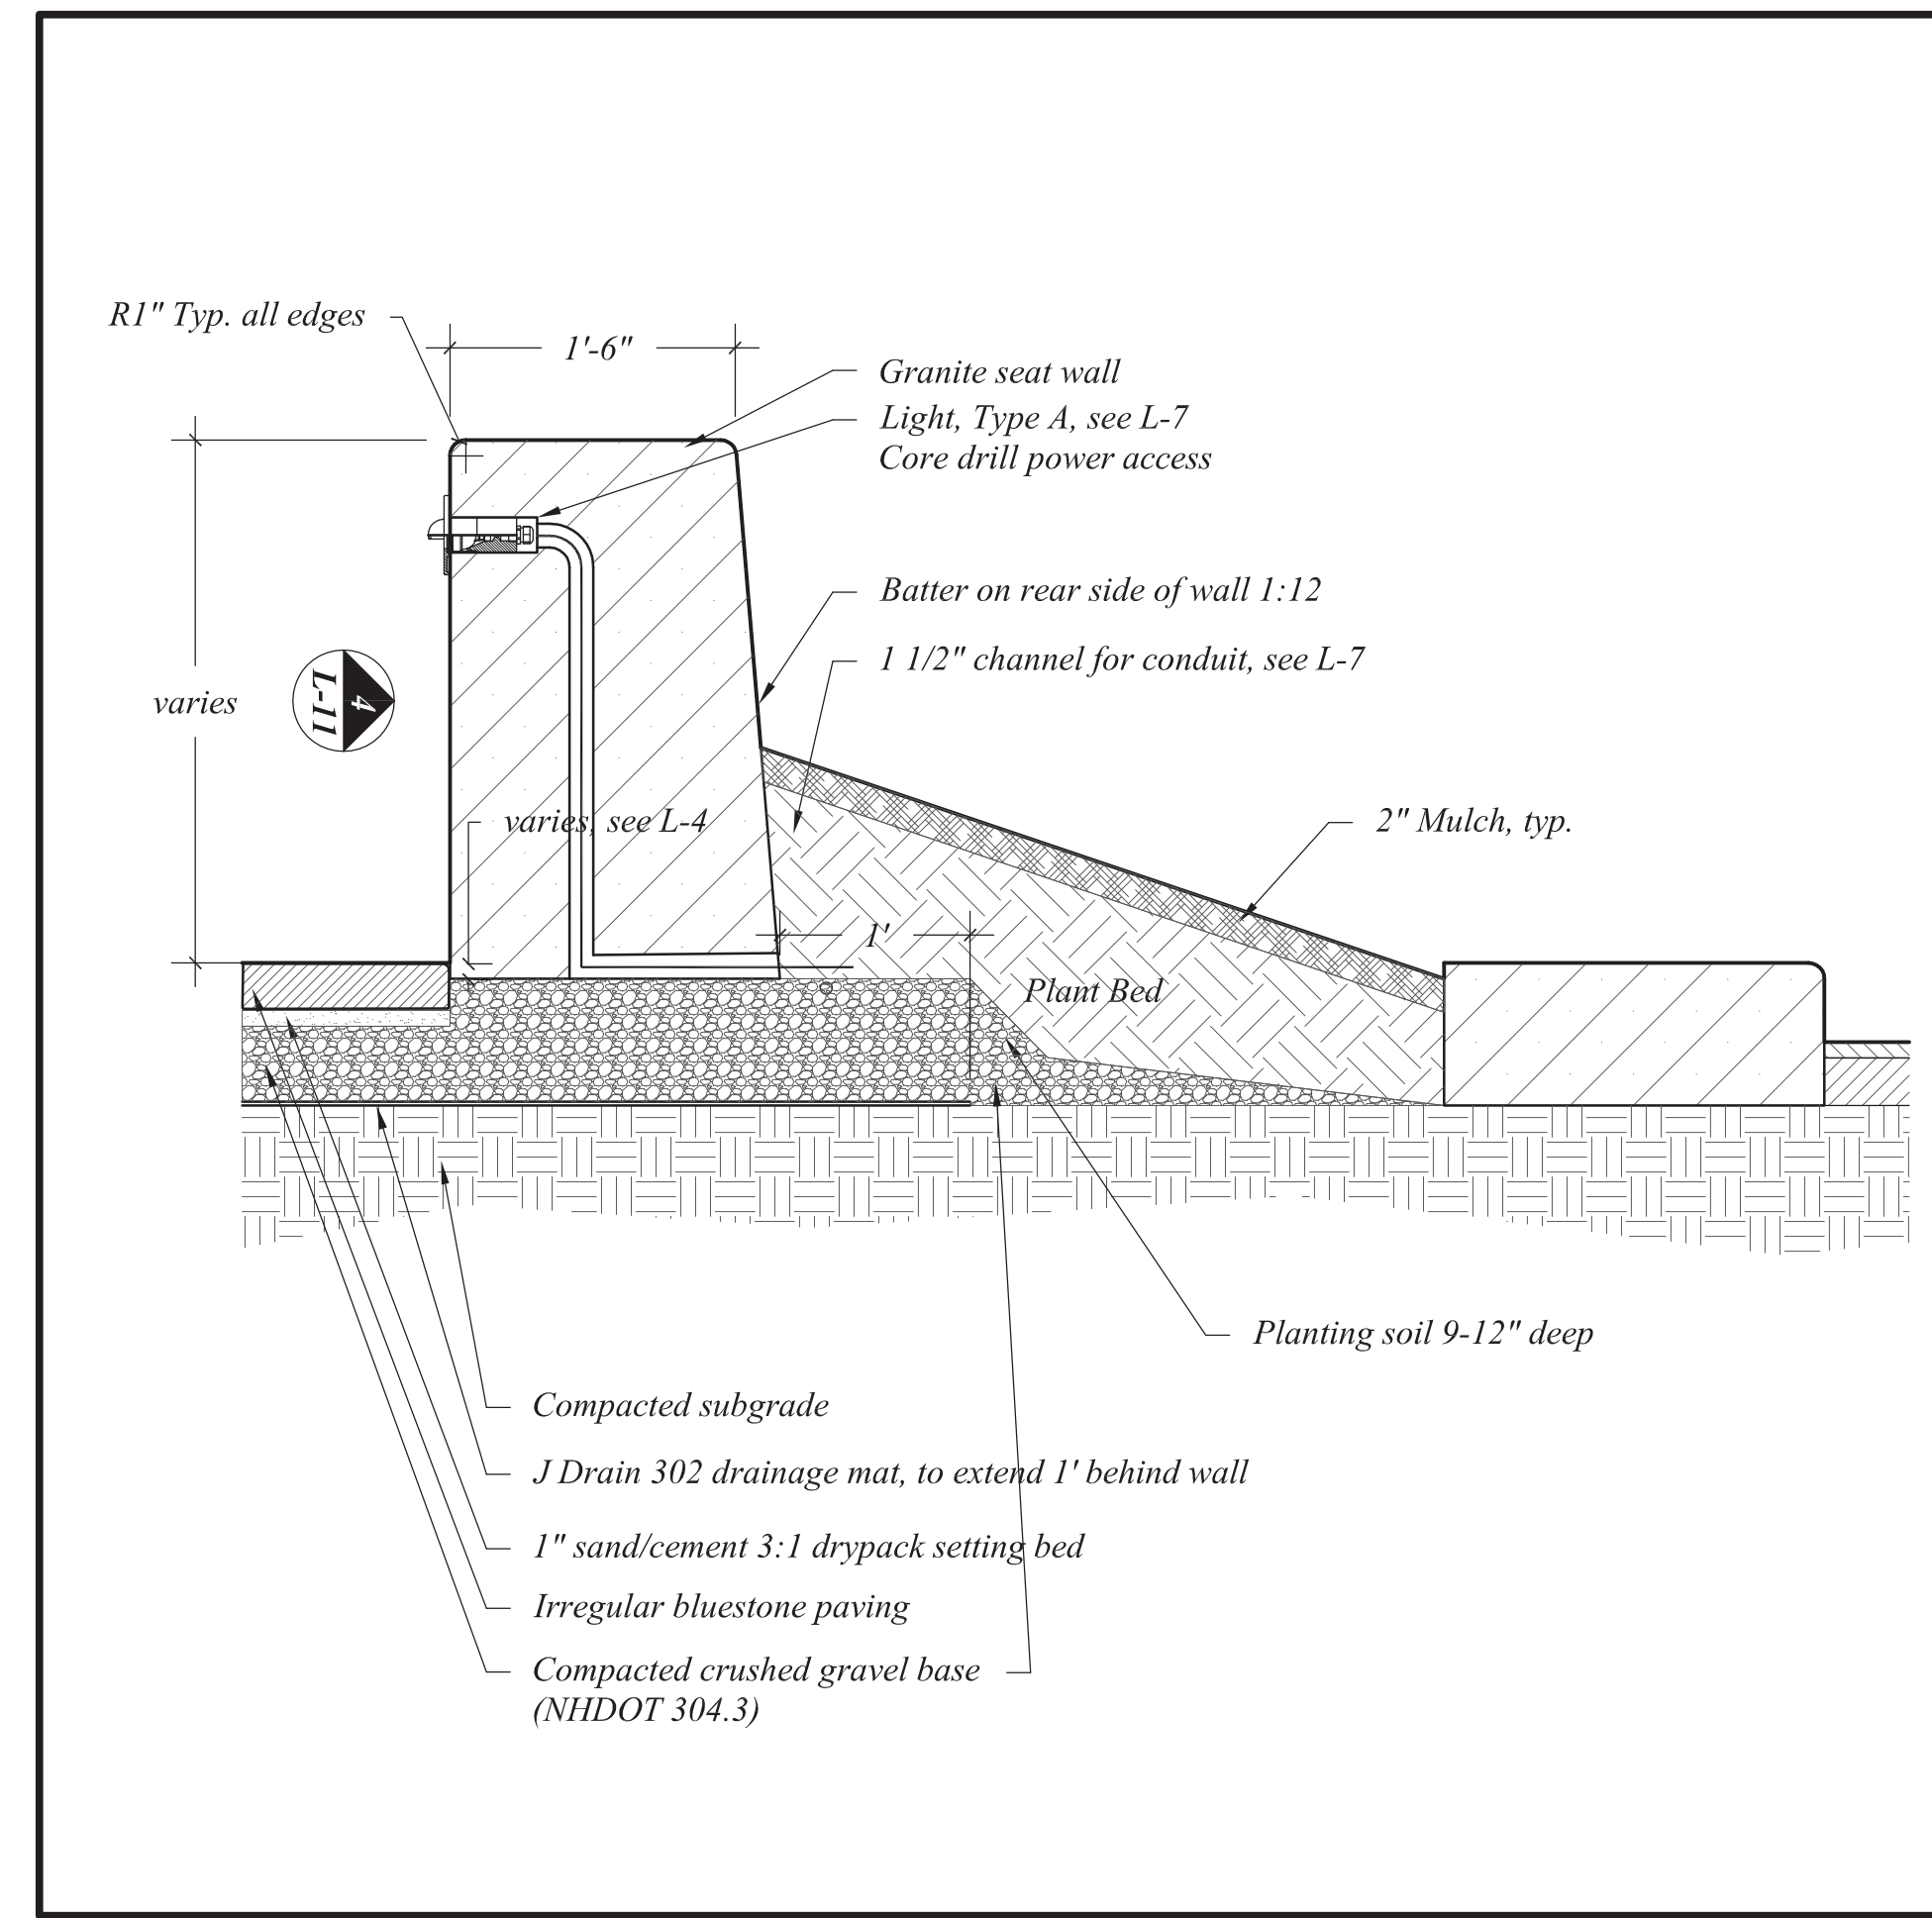 R1" Typ. all edges
1'-6"
Granite seat wall
Light, Type A, see L-7
Core drill power access
Batter on rear side of wall 1:12
1 1/2" channel for conduit, see L-7
varies
4
L-11
varies, see L-4
2" Mulch, typ.
1'
Plant Bed
Planting soil 9-12" deep
Compacted subgrade
J Drain 302 drainage mat, to extend 1' behind wall
1" sand/cement 3:1 drypack setting bed
Irregular bluestone paving
Compacted crushed gravel base
(NHDOT 304.3)